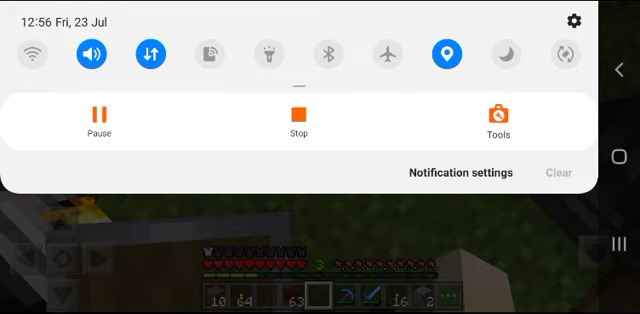 12:56 Fri, 23 Jul
Pause
Stop
Tools
Notification settings
Clear
3
10 64 63 16 2